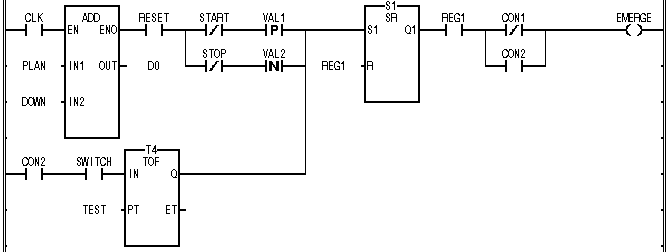 S1
CLK ADD RESET START VAL1 SR REG1 CON1 EMERGE
EN ENO P S1 Q1
STOP VAL2 CON2
PLAN IN1 OUT D0 N REG1 R
DOWN IN2
T4
CON2 SWITCH TOF
IN Q
TEST PT ET